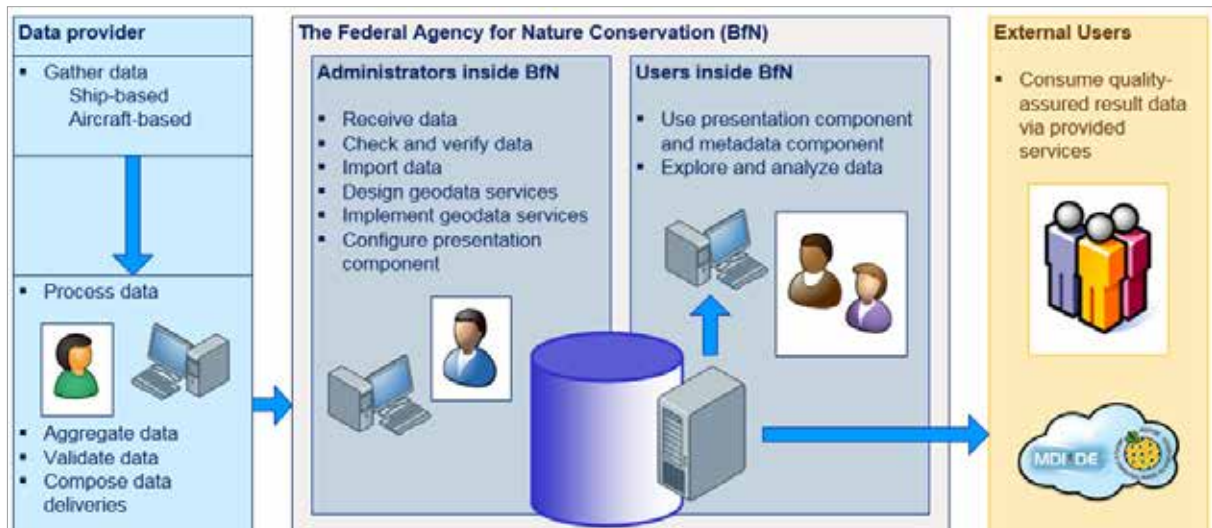 Data provider
Gather data
Ship-based
Aircraft-based
Process data
Aggregate data
Validate data
Compose data
deliveries
The Federal Agency for Nature Conservation (BfN)
Administrators inside BfN
Receive data
Check and verify data
Import data
Design geodata services
Implement geodata services
Configure presentation
component
Users inside BfN
Use presentation component
and metadata component
Explore and analyze data
External Users
Consume quality-
assured result data
via provided
services
MDI DE